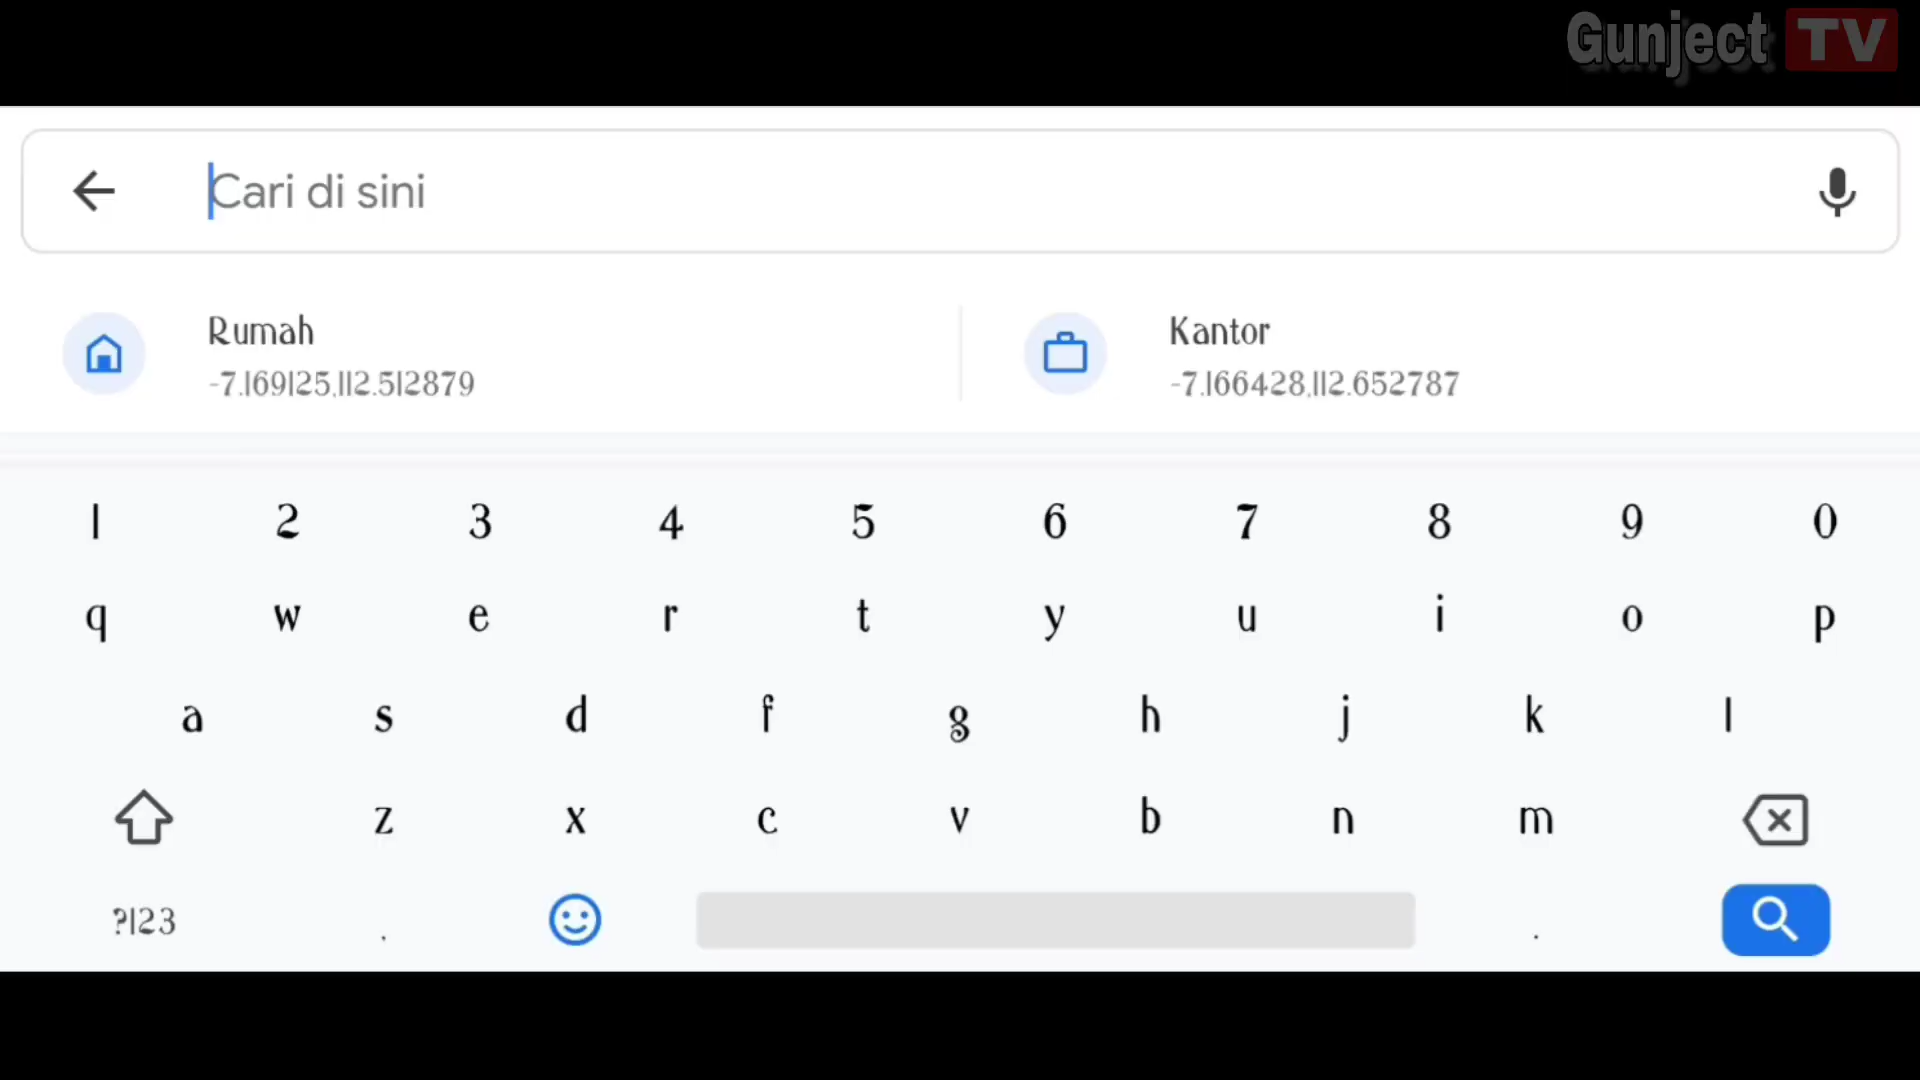 Gunject TV
Cari di sini
Rumah
-7.169125,112.512879
Kantor
-7.166428,112.652787
1 2 3 4 5 6 7 8 9 0
q w e r t y u i o p
a s d f g h j k l
z x c v b n m
?123 , .